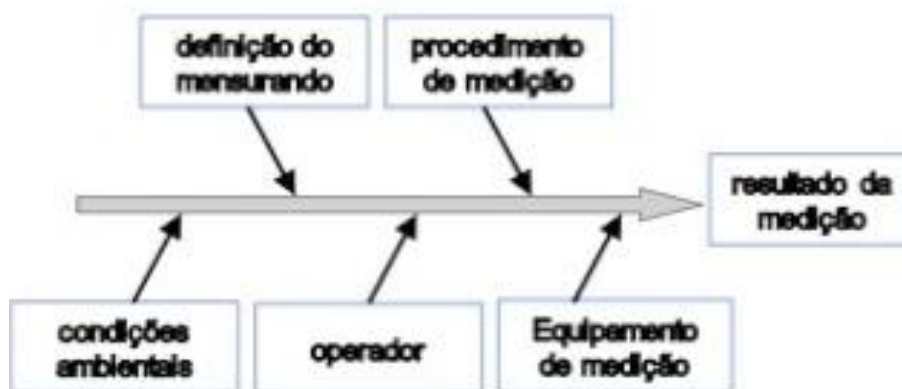 definição do
mensurando
procedimento
de medição
resultado da
medição
condições
ambientais
operador
Equipamento
de medição